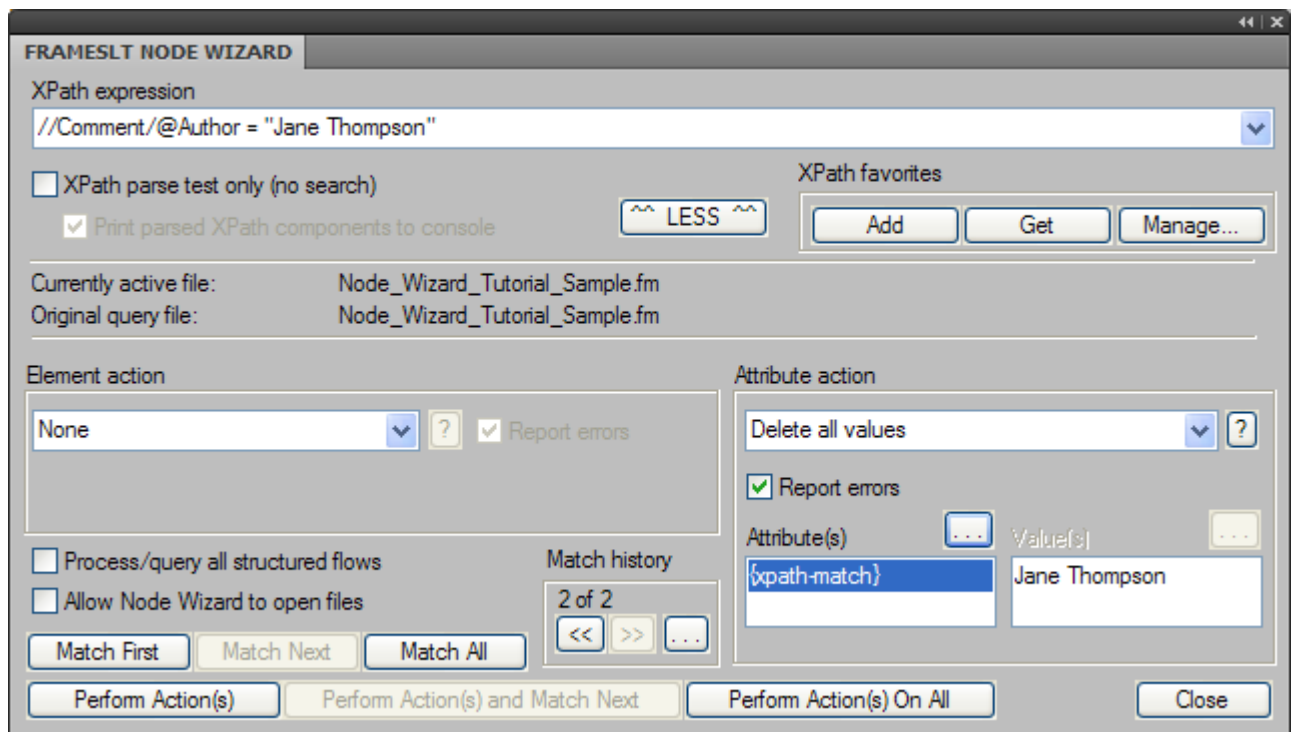 FRAMESLT NODE WIZARD
XPath expression
//Comment/@Author = "Jane Thompson"
XPath parse test only (no search)
Print parsed XPath components to console
^^ LESS ^^
XPath favorites
Add Get Manage...
Currently active file: Node_Wizard_Tutorial_Sample.fm
Original query file: Node_Wizard_Tutorial_Sample.fm
Element action
None ? Report errors
Attribute action
Delete all values ?
Report errors
Attribute(s) ... Value(s) ...
{xpath-match} Jane Thompson
Process/query all structured flows
Allow Node Wizard to open files
Match history
2 of 2
<< >> ...
Match First Match Next Match All
Perform Action(s) Perform Action(s) and Match Next Perform Action(s) On All Close